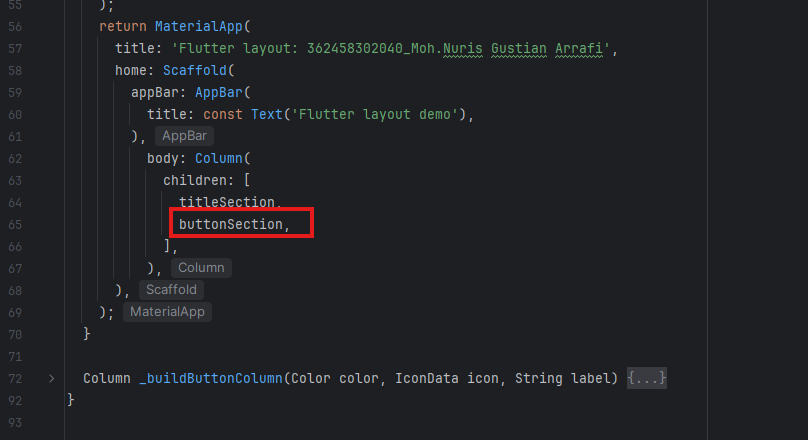 55 );
56 return MaterialApp(
57 title: 'Flutter layout: 362458302040_Moh.Nuris Gustian Arrafi',
58 home: Scaffold(
59 appBar: AppBar(
60 title: const Text('Flutter layout demo'),
61 ), AppBar
62 body: Column(
63 children: [
64 titleSection,
65 buttonSection,
66 ],
67 ), Column
68 ), Scaffold
69 ); MaterialApp
70 }
71
72 Column _buildButtonColumn(Color color, IconData icon, String label) {...}
92 }
93